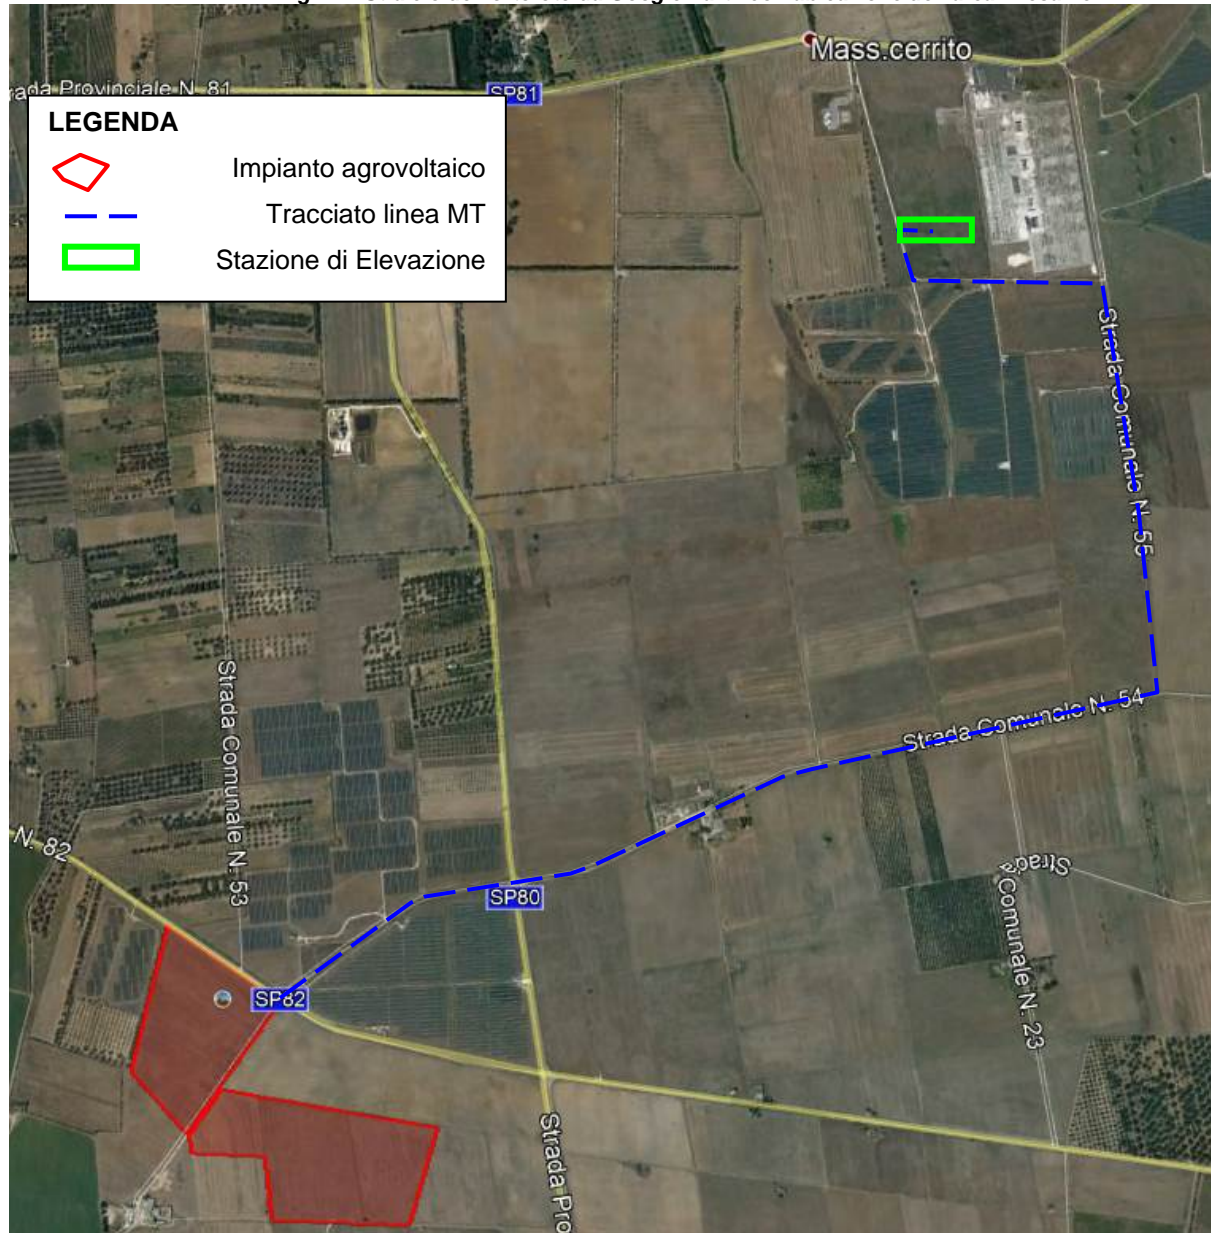 Mass.cerrito
Strada Provinciale N. 81
SP81
LEGENDA
Impianto agrovoltaico
Tracciato linea MT
Stazione di Elevazione
Strada Comunale N. 55
Strada Comunale N. 54
Strada Comunale N. 53
N. 82
SP80
Strada
Comunale N. 23
SP82
Strada Pro